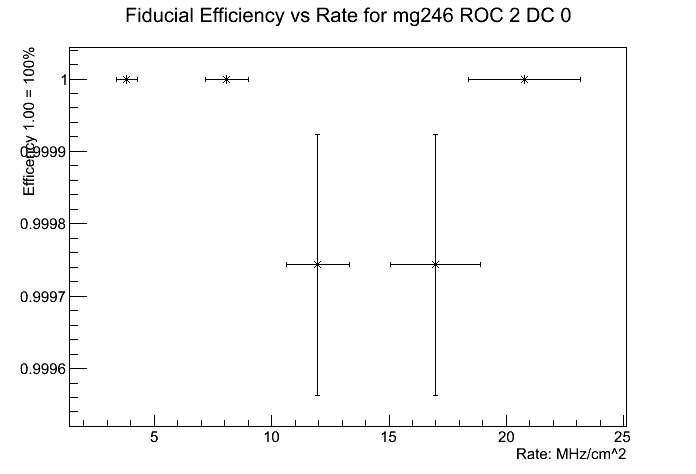 Fiducial Efficiency vs Rate for mg246 ROC 2 DC 0
Efficency 1.00 = 100%
1
0.9999
0.9998
0.9997
0.9996
5 10 15 20 25
Rate: MHz/cm^2